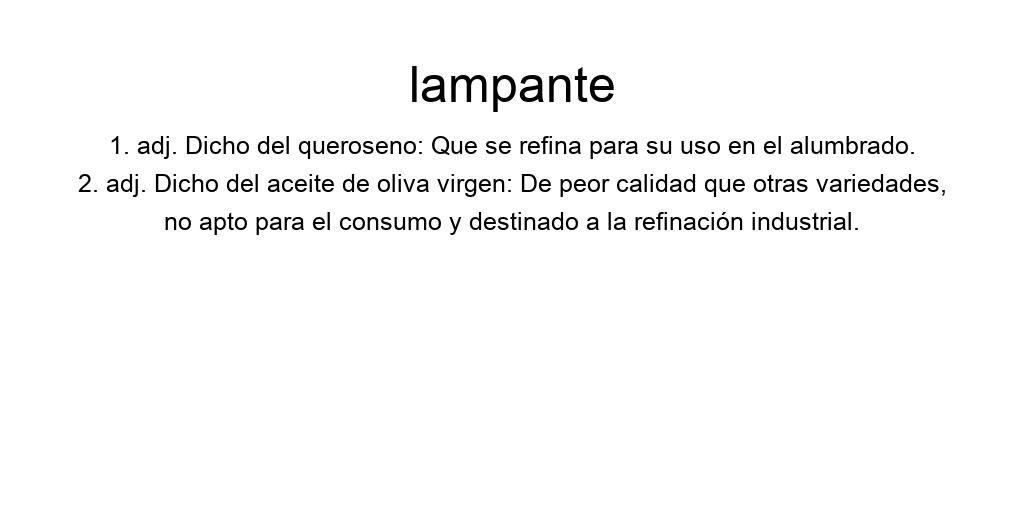 lampante
1. adj. Dicho del queroseno: Que se refina para su uso en el alumbrado.
2. adj. Dicho del aceite de oliva virgen: De peor calidad que otras variedades,
no apto para el consumo y destinado a la refinación industrial.